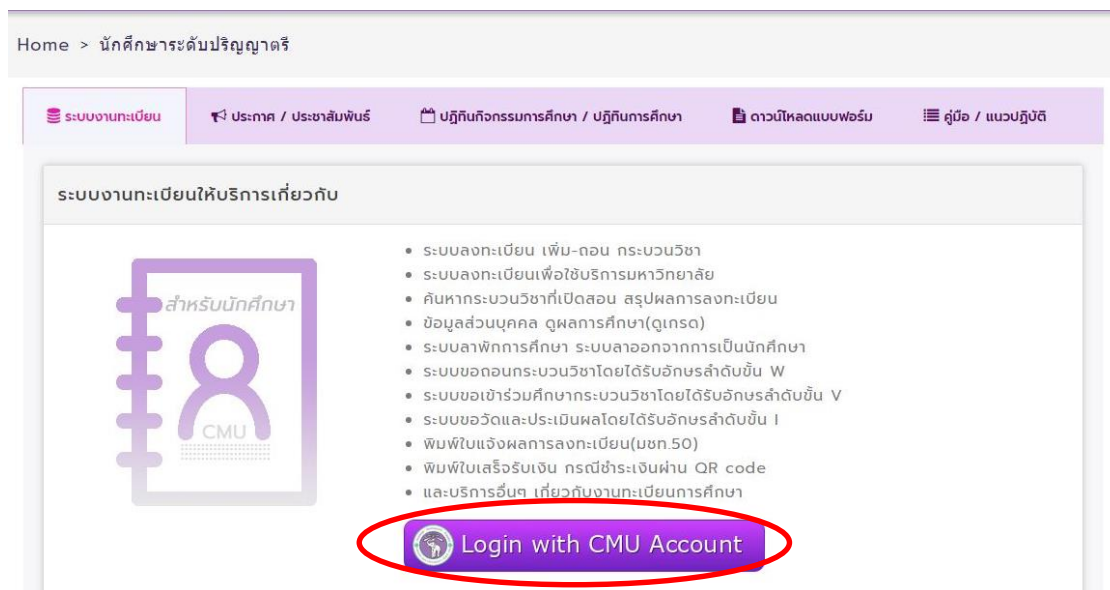 Home > นักศึกษาระดับปริญญาตรี
ระบบงานทะเบียน
ประกาศ / ประชาสัมพันธ์
ปฏิทินกิจกรรมการศึกษา / ปฏิทินการศึกษา
ดาวน์โหลดแบบฟอร์ม
คู่มือ / แนวปฏิบัติ
ระบบงานทะเบียนให้บริการเกี่ยวกับ
สำหรับนักศึกษา
CMU
• ระบบลงทะเบียน เพิ่ม-ถอน กระบวนวิชา
• ระบบลงทะเบียนเพื่อใช้บริการมหาวิทยาลัย
• ค้นหากระบวนวิชาที่เปิดสอน สรุปผลการลงทะเบียน
• ข้อมูลส่วนบุคคล ดูผลการศึกษา(ดูเกรด)
• ระบบลาพักการศึกษา ระบบลาออกจากการเป็นนักศึกษา
• ระบบขอถอนกระบวนวิชาโดยได้รับอักษรลำดับขั้น W
• ระบบขอเข้าร่วมศึกษากระบวนวิชาโดยได้รับอักษรลำดับขั้น V
• ระบบขอวัดและประเมินผลโดยได้รับอักษรลำดับขั้น I
• พิมพ์ใบแจ้งผลการลงทะเบียน(มชท.50)
• พิมพ์ใบเสร็จรับเงิน กรณีชำระเงินผ่าน QR code
• และบริการอื่นๆ เกี่ยวกับงานทะเบียนการศึกษา
Login with CMU Account